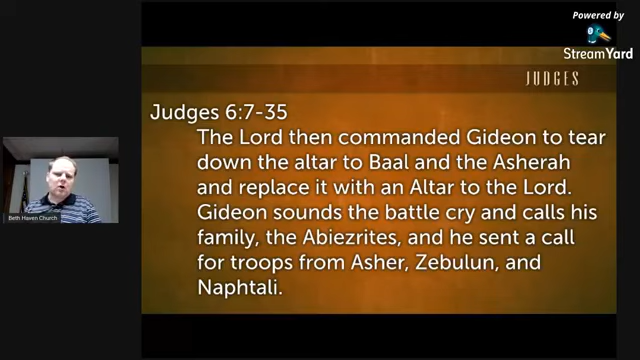 Powered by
StreamYard
JUDGES
Judges 6:7-35
The Lord then commanded Gideon to tear
down the altar to Baal and the Asherah
and replace it with an Altar to the Lord.
Gideon sounds the battle cry and calls his
family, the Abiezrites, and he sent a call
for troops from Asher, Zebulun, and
Naphtali.
Beth Haven Church